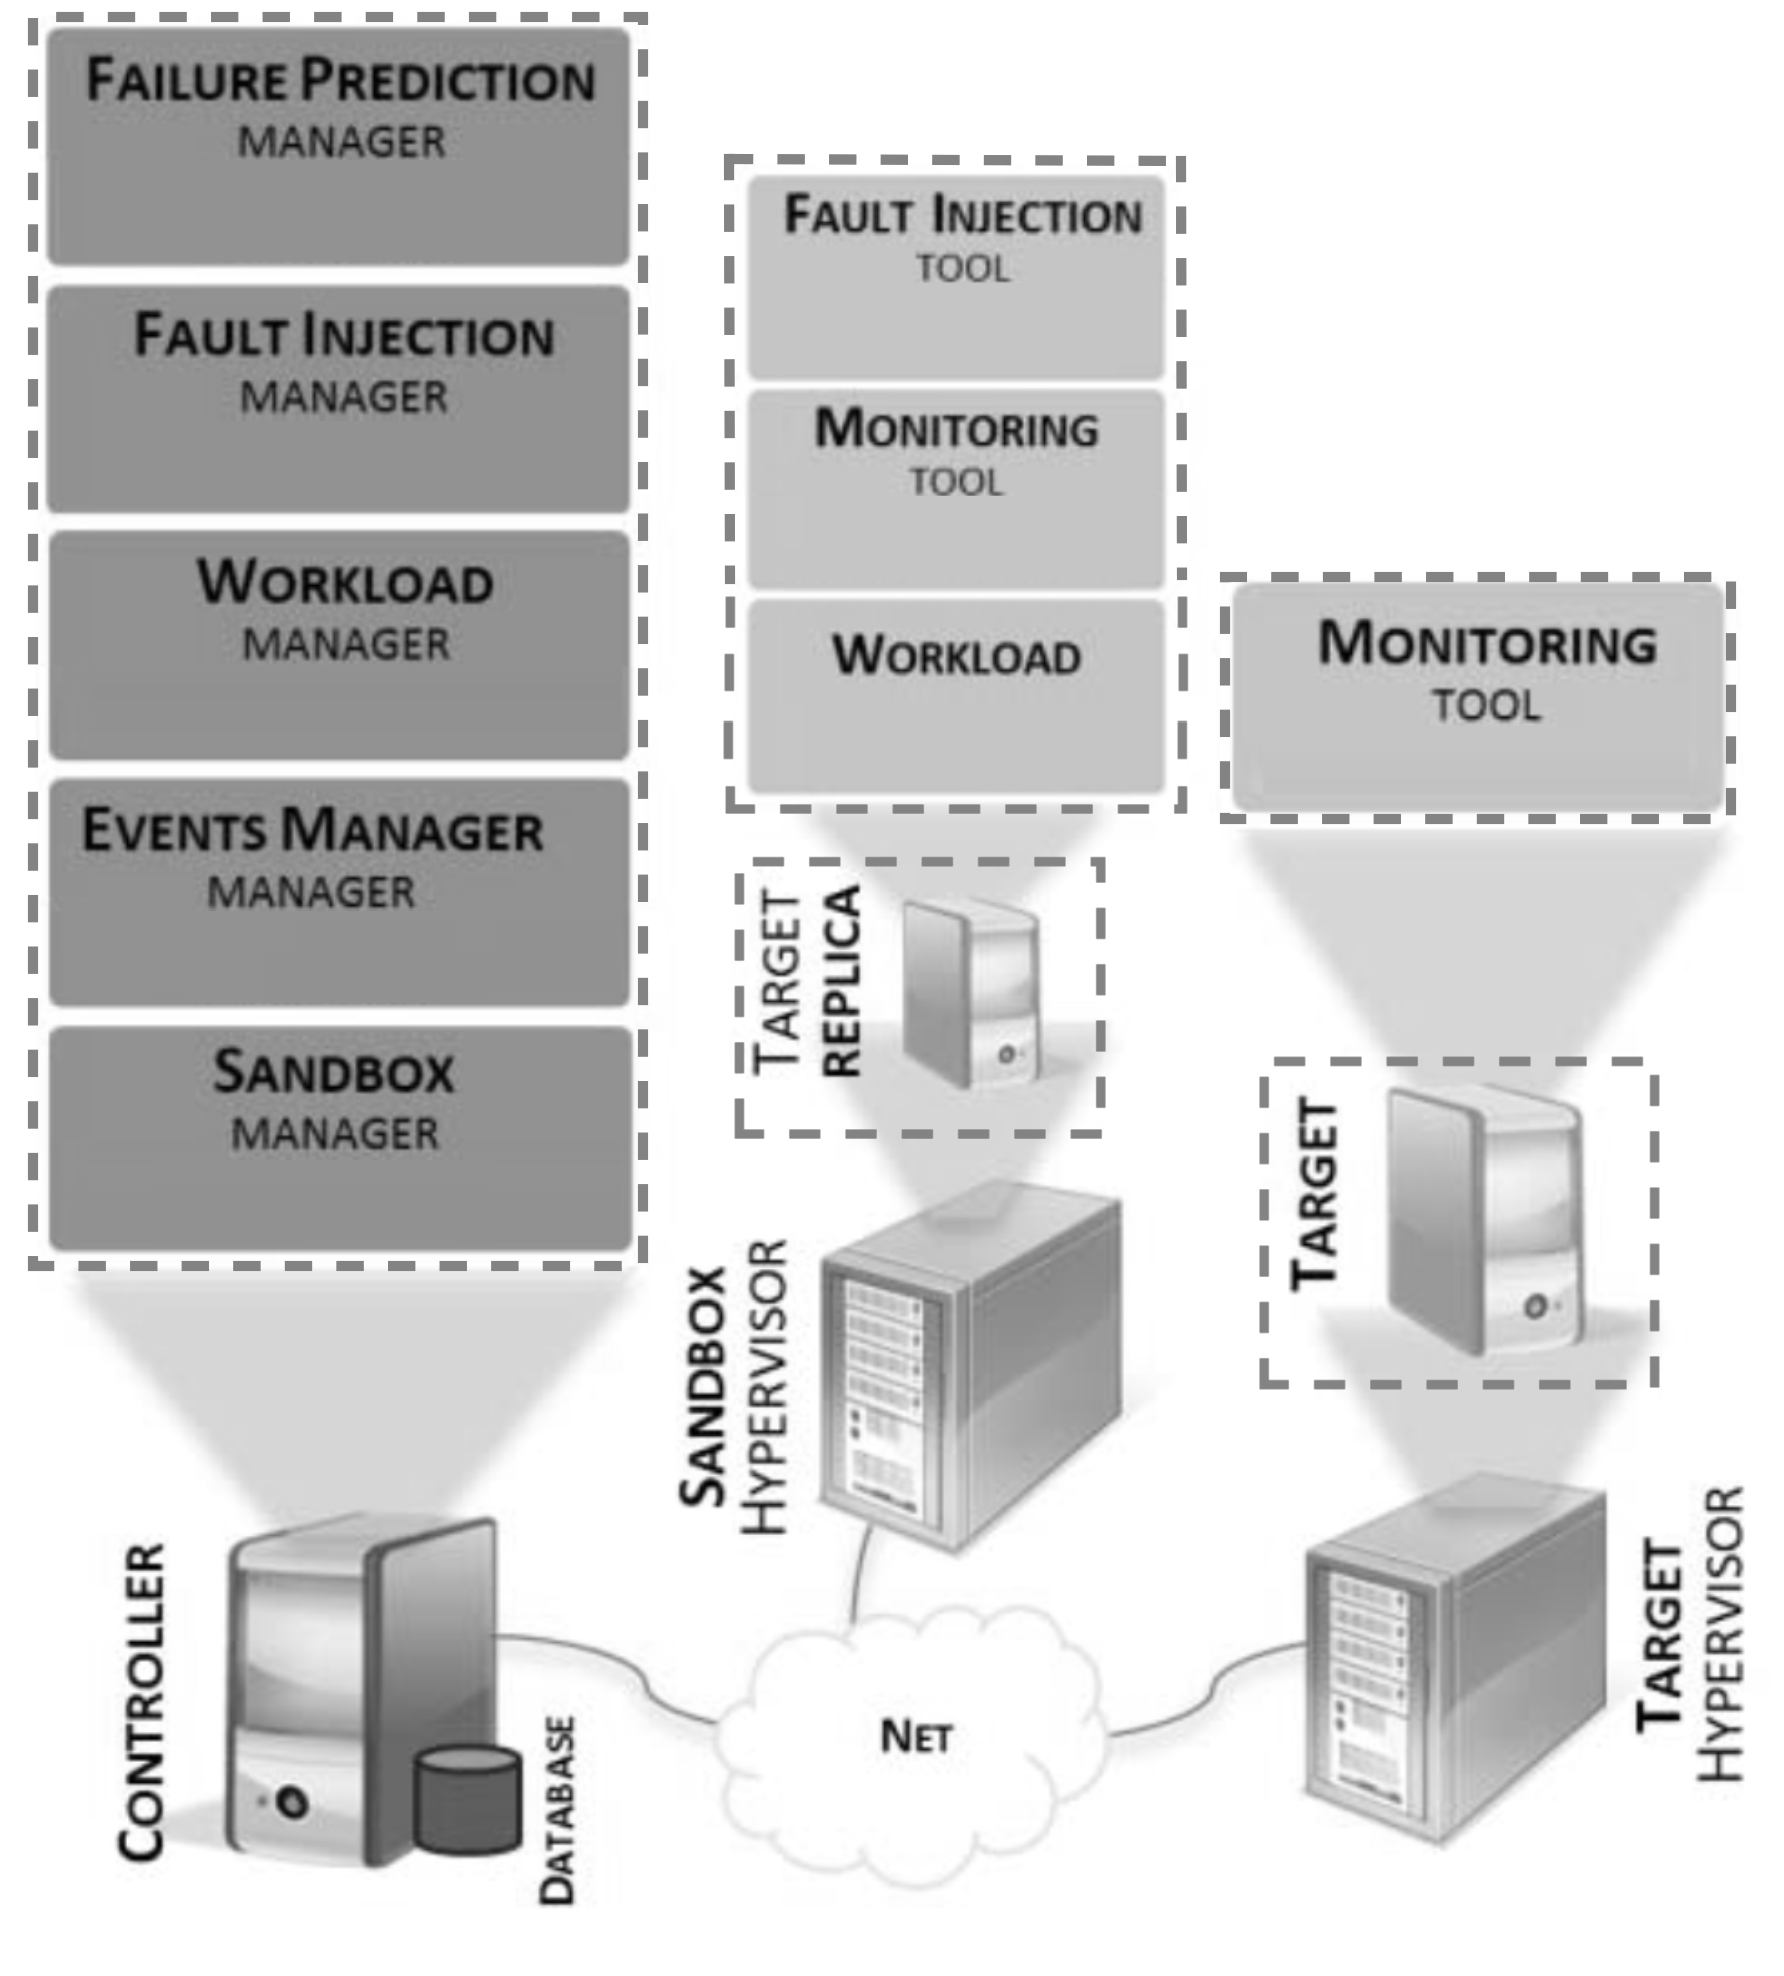 FAILURE PREDICTION
MANAGER
FAULT INJECTION
MANAGER
WORKLOAD
MANAGER
EVENTS MANAGER
MANAGER
SANDBOX
MANAGER
CONTROLLER
DATABASE
FAULT INJECTION
TOOL
MONITORING
TOOL
WORKLOAD
TARGET
REPLICA
SANDBOX
HYPERVISOR
NET
MONITORING
TOOL
TARGET
TARGET
HYPERVISOR